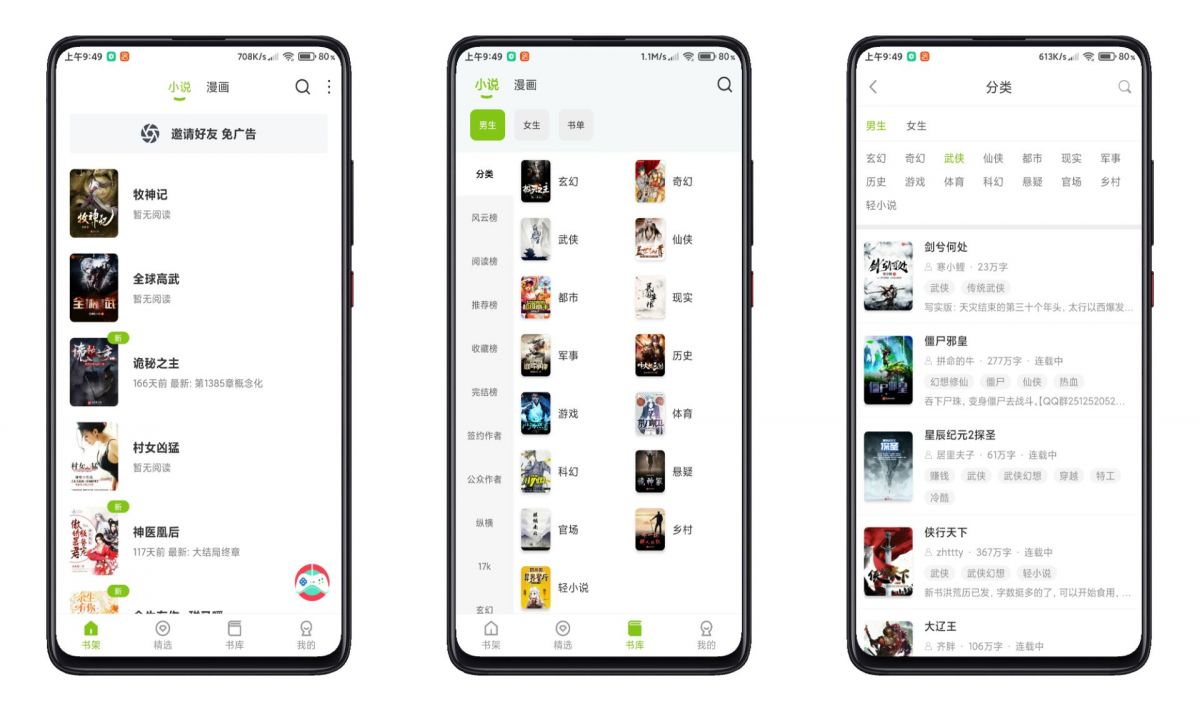 上午9:49
708K/s
80%
小说 漫画
邀请好友 免广告
牧神记
暂无阅读
全球高武
暂无阅读
新
诡秘之主
166天前 最新: 第1385章概念化
村女凶猛
暂无阅读
新
神医凰后
117天前 最新: 大结局终章
新
书架 精选 书库 我的
上午9:49
1.1M/s
80%
小说 漫画
男生 女生 书单
分类
风云榜
阅读榜
推荐榜
收藏榜
完结榜
签约作者
公众作者
纵横
17k
玄幻
玄幻 奇幻
武侠 仙侠
都市 现实
军事 历史
游戏 体育
科幻 悬疑
官场 乡村
轻小说
书架 精选 书库 我的
上午9:49
613K/s
80%
分类
男生 女生
玄幻 奇幻 武侠 仙侠 都市 现实 军事
历史 游戏 体育 科幻 悬疑 官场 乡村
轻小说
剑兮何处
寒小鲤 · 23万字
武侠 传统武侠
写实版: 天灾结束的第三十个年头, 太行以西爆发...
僵尸邪皇
拼命的牛 · 277万字 · 连载中
幻想修仙 僵尸 仙侠 热血
吞下尸珠, 变身僵尸去战斗。【QQ群251252052...
星辰纪元2探圣
居里夫子 · 61万字 · 连载中
赚钱 武侠 武侠幻想 穿越 特工
冷酷
侠行天下
zhttty · 367万字 · 连载中
武侠 武侠幻想 轻小说
新书洪荒历已发, 字数挺多的了, 可以开始食用, ...
大辽王
齐胖 · 106万字 · 连载中